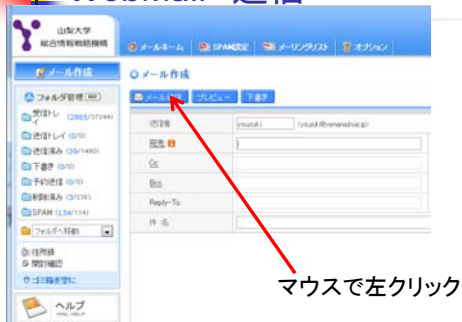 Webmail 送信
山梨大学
総合情報戦略機構
メールホーム SPAM設定 メーリングリスト オプション
メール作成
メール作成
プレビュー 下書き
フォルダ管理
受信トレイ (2865/17244)
送信トレイ (0/0)
送信済み (39/1490)
下書き (0/0)
予約送信 (0/0)
削除済み
SPAM (134/134)
フォルダへ移動
住所録
開封確認
ゴミ箱を空に
ヘルプ
送信者 yosuki
宛先
Cc
Bcc
Reply-To
件 名
マウスで左クリック